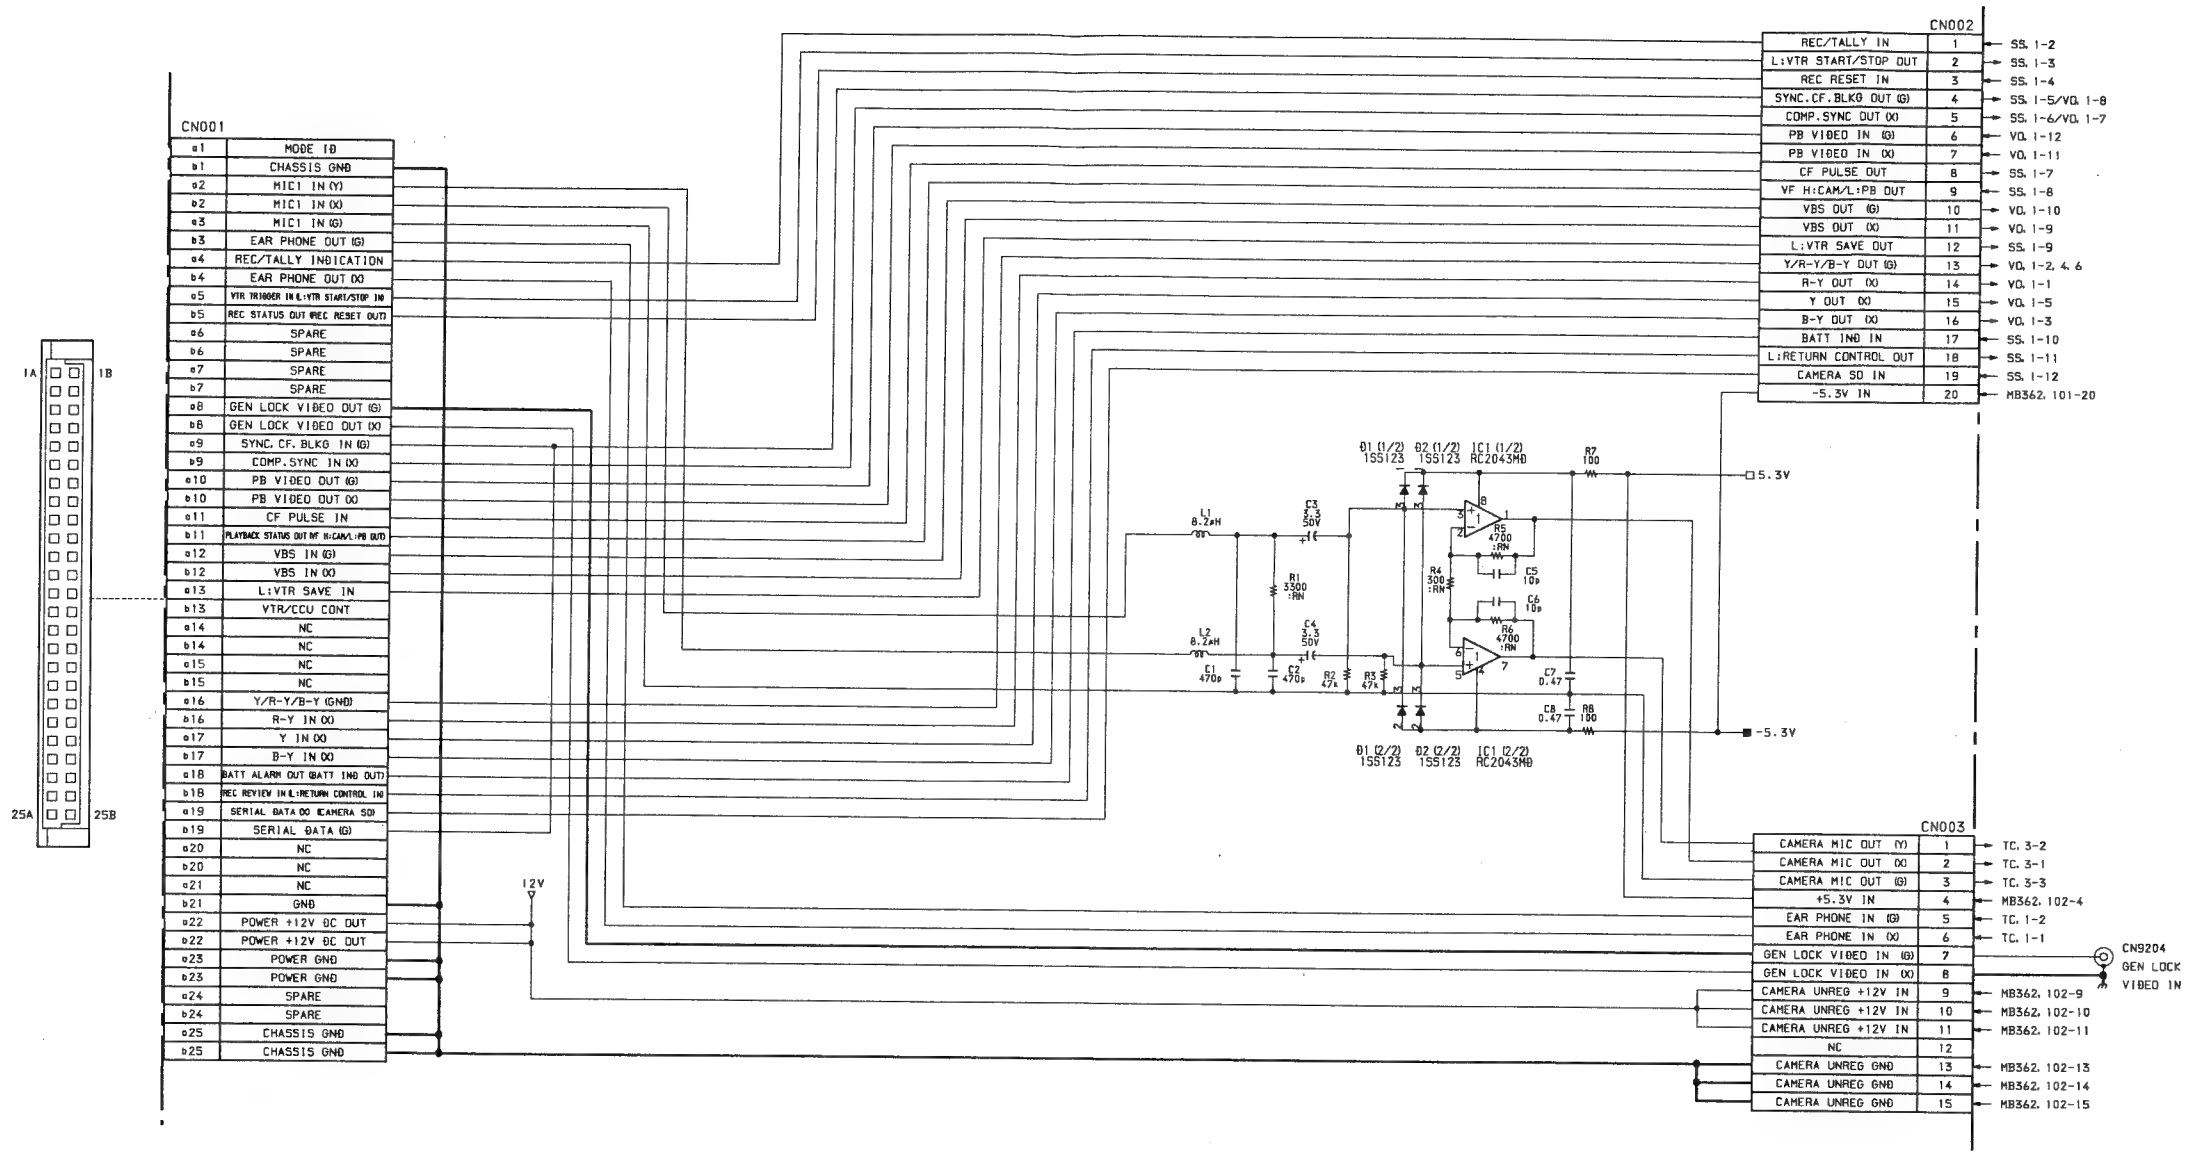 CN001
a1 MODE ID
b1 CHASSIS GND
a2 MIC1 IN (Y)
b2 MIC1 IN (X)
a3 MIC1 IN (G)
b3 EAR PHONE OUT (G)
a4 REC/TALLY INDICATION
b4 EAR PHONE OUT (X)
a5 VTR TRIGGER IN (L:VTR START/STOP IN)
b5 REC STATUS OUT (REC RESET OUT)
a6 SPARE
b6 SPARE
a7 SPARE
b7 SPARE
a8 GEN LOCK VIDEO OUT (G)
b8 GEN LOCK VIDEO OUT (X)
a9 SYNC. CF. BLKG IN (G)
b9 COMP. SYNC IN (X)
a10 PB VIDEO OUT (G)
b10 PB VIDEO OUT (X)
a11 CF PULSE IN
b11 PLAYBACK STATUS OUT (VF H:CAM/L:PB OUT)
a12 VBS IN (G)
b12 VBS IN (X)
a13 L:VTR SAVE IN
b13 VTR/CCU CONT
a14 NC
b14 NC
a15 NC
b15 NC
a16 Y/R-Y/B-Y (GND)
b16 R-Y IN (X)
a17 Y IN (X)
b17 B-Y IN (X)
a18 BATT ALARM OUT (BATT IND OUT)
b18 REC REVIEW IN (L:RETURN CONTROL IN)
a19 SERIAL DATA (X) (CAMERA SD)
b19 SERIAL DATA (G)
a20 NC
b20 NC
a21 NC
b21 GND
a22 POWER +12V DC OUT
b22 POWER +12V DC OUT
a23 POWER GND
b23 POWER GND
a24 SPARE
b24 SPARE
a25 CHASSIS GND
b25 CHASSIS GND
1A 1B
25A 25B
12V
CN002
REC/TALLY IN 1 SS. 1-2
L:VTR START/STOP OUT 2 SS. 1-3
REC RESET IN 3 SS. 1-4
SYNC. CF. BLKG OUT (G) 4 SS. 1-5/VO. 1-8
COMP. SYNC OUT (X) 5 SS. 1-6/VO. 1-7
PB VIDEO IN (G) 6 VO. 1-12
PB VIDEO IN (X) 7 VO. 1-11
CF PULSE OUT 8 SS. 1-7
VF H:CAM/L:PB OUT 9 SS. 1-8
VBS OUT (G) 10 VO. 1-10
VBS OUT (X) 11 VO. 1-9
L:VTR SAVE OUT 12 SS. 1-9
Y/R-Y/B-Y OUT (G) 13 VO. 1-2, 4. 6
R-Y OUT (X) 14 VO. 1-1
Y OUT (X) 15 VO. 1-5
B-Y OUT (X) 16 VO. 1-3
BATT IND IN 17 SS. 1-10
L:RETURN CONTROL OUT 18 SS. 1-11
CAMERA SD IN 19 SS. 1-12
-5.3V IN 20 MB362. 101-20
D1 (1/2) D2 (1/2) IC1 (1/2)
1SS123 1SS123 RC2043MD
R7
100
5.3V
1 1
3 3
8
3
2
1
1
L1
8.2μH
C3
3.3
50V
R5
4700
:RN
C5
10p
R4
300
:RN
R1
3300
:RN
C6
10p
R6
4700
:RN
L2
8.2μH
C4
3.3
50V
C1
470p
C2
470p
R2
47k
R3
47k
6
5
1
7
4
C7
0.47
C8
0.47
R8
100
3 3
2 2
-5.3V
D1 (2/2) D2 (2/2) IC1 (2/2)
1SS123 1SS123 RC2043MD
CN003
CAMERA MIC OUT (Y) 1 TC. 3-2
CAMERA MIC OUT (X) 2 TC. 3-1
CAMERA MIC OUT (G) 3 TC. 3-3
+5.3V IN 4 MB362. 102-4
EAR PHONE IN (G) 5 TC. 1-2
EAR PHONE IN (X) 6 TC. 1-1
GEN LOCK VIDEO IN (G) 7
GEN LOCK VIDEO IN (X) 8
CAMERA UNREG +12V IN 9 MB362. 102-9
CAMERA UNREG +12V IN 10 MB362. 102-10
CAMERA UNREG +12V IN 11 MB362. 102-11
NC 12
CAMERA UNREG GND 13 MB362. 102-13
CAMERA UNREG GND 14 MB362. 102-14
CAMERA UNREG GND 15 MB362. 102-15
CN9204
GEN LOCK
VIDEO IN